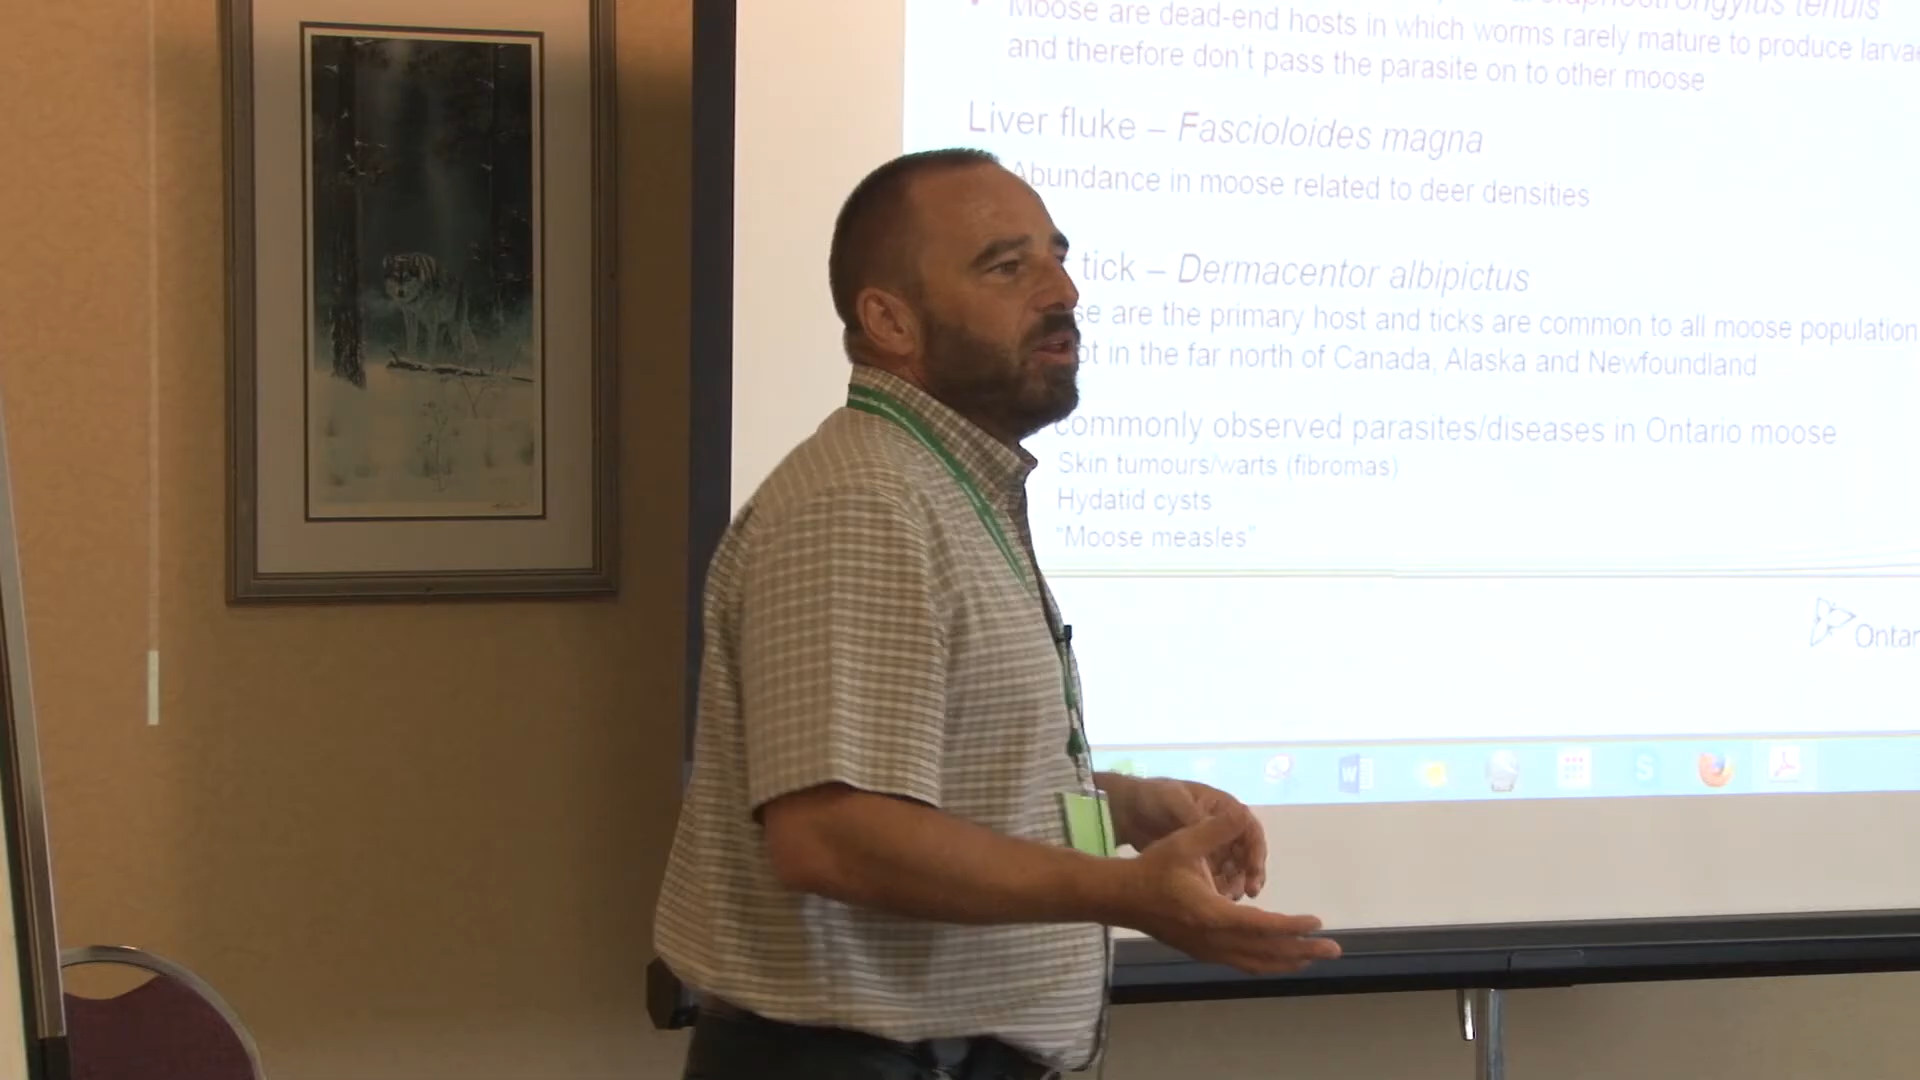 tenuis
Moose are dead-end hosts in which worms rarely mature to produce larvae
and therefore don't pass the parasite on to other moose
Liver fluke – Fascioloides magna
Abundance in moose related to deer densities
tick – Dermacentor albipictus
se are the primary host and ticks are common to all moose population
ot in the far north of Canada, Alaska and Newfoundland
commonly observed parasites/diseases in Ontario moose
Skin tumours/warts (fibromas)
Hydatid cysts
"Moose measles"
Ontar
W
S